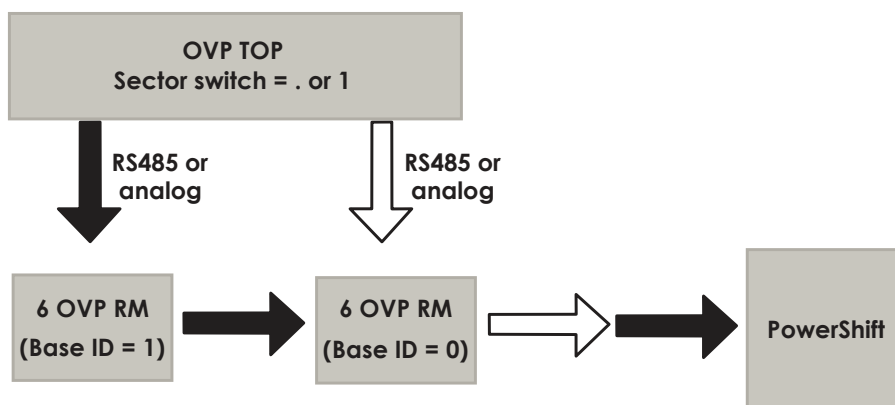 OVP TOP
Sector switch = . or 1
RS485 or
analog
RS485 or
analog
6 OVP RM
(Base ID = 1)
6 OVP RM
(Base ID = 0)
PowerShift